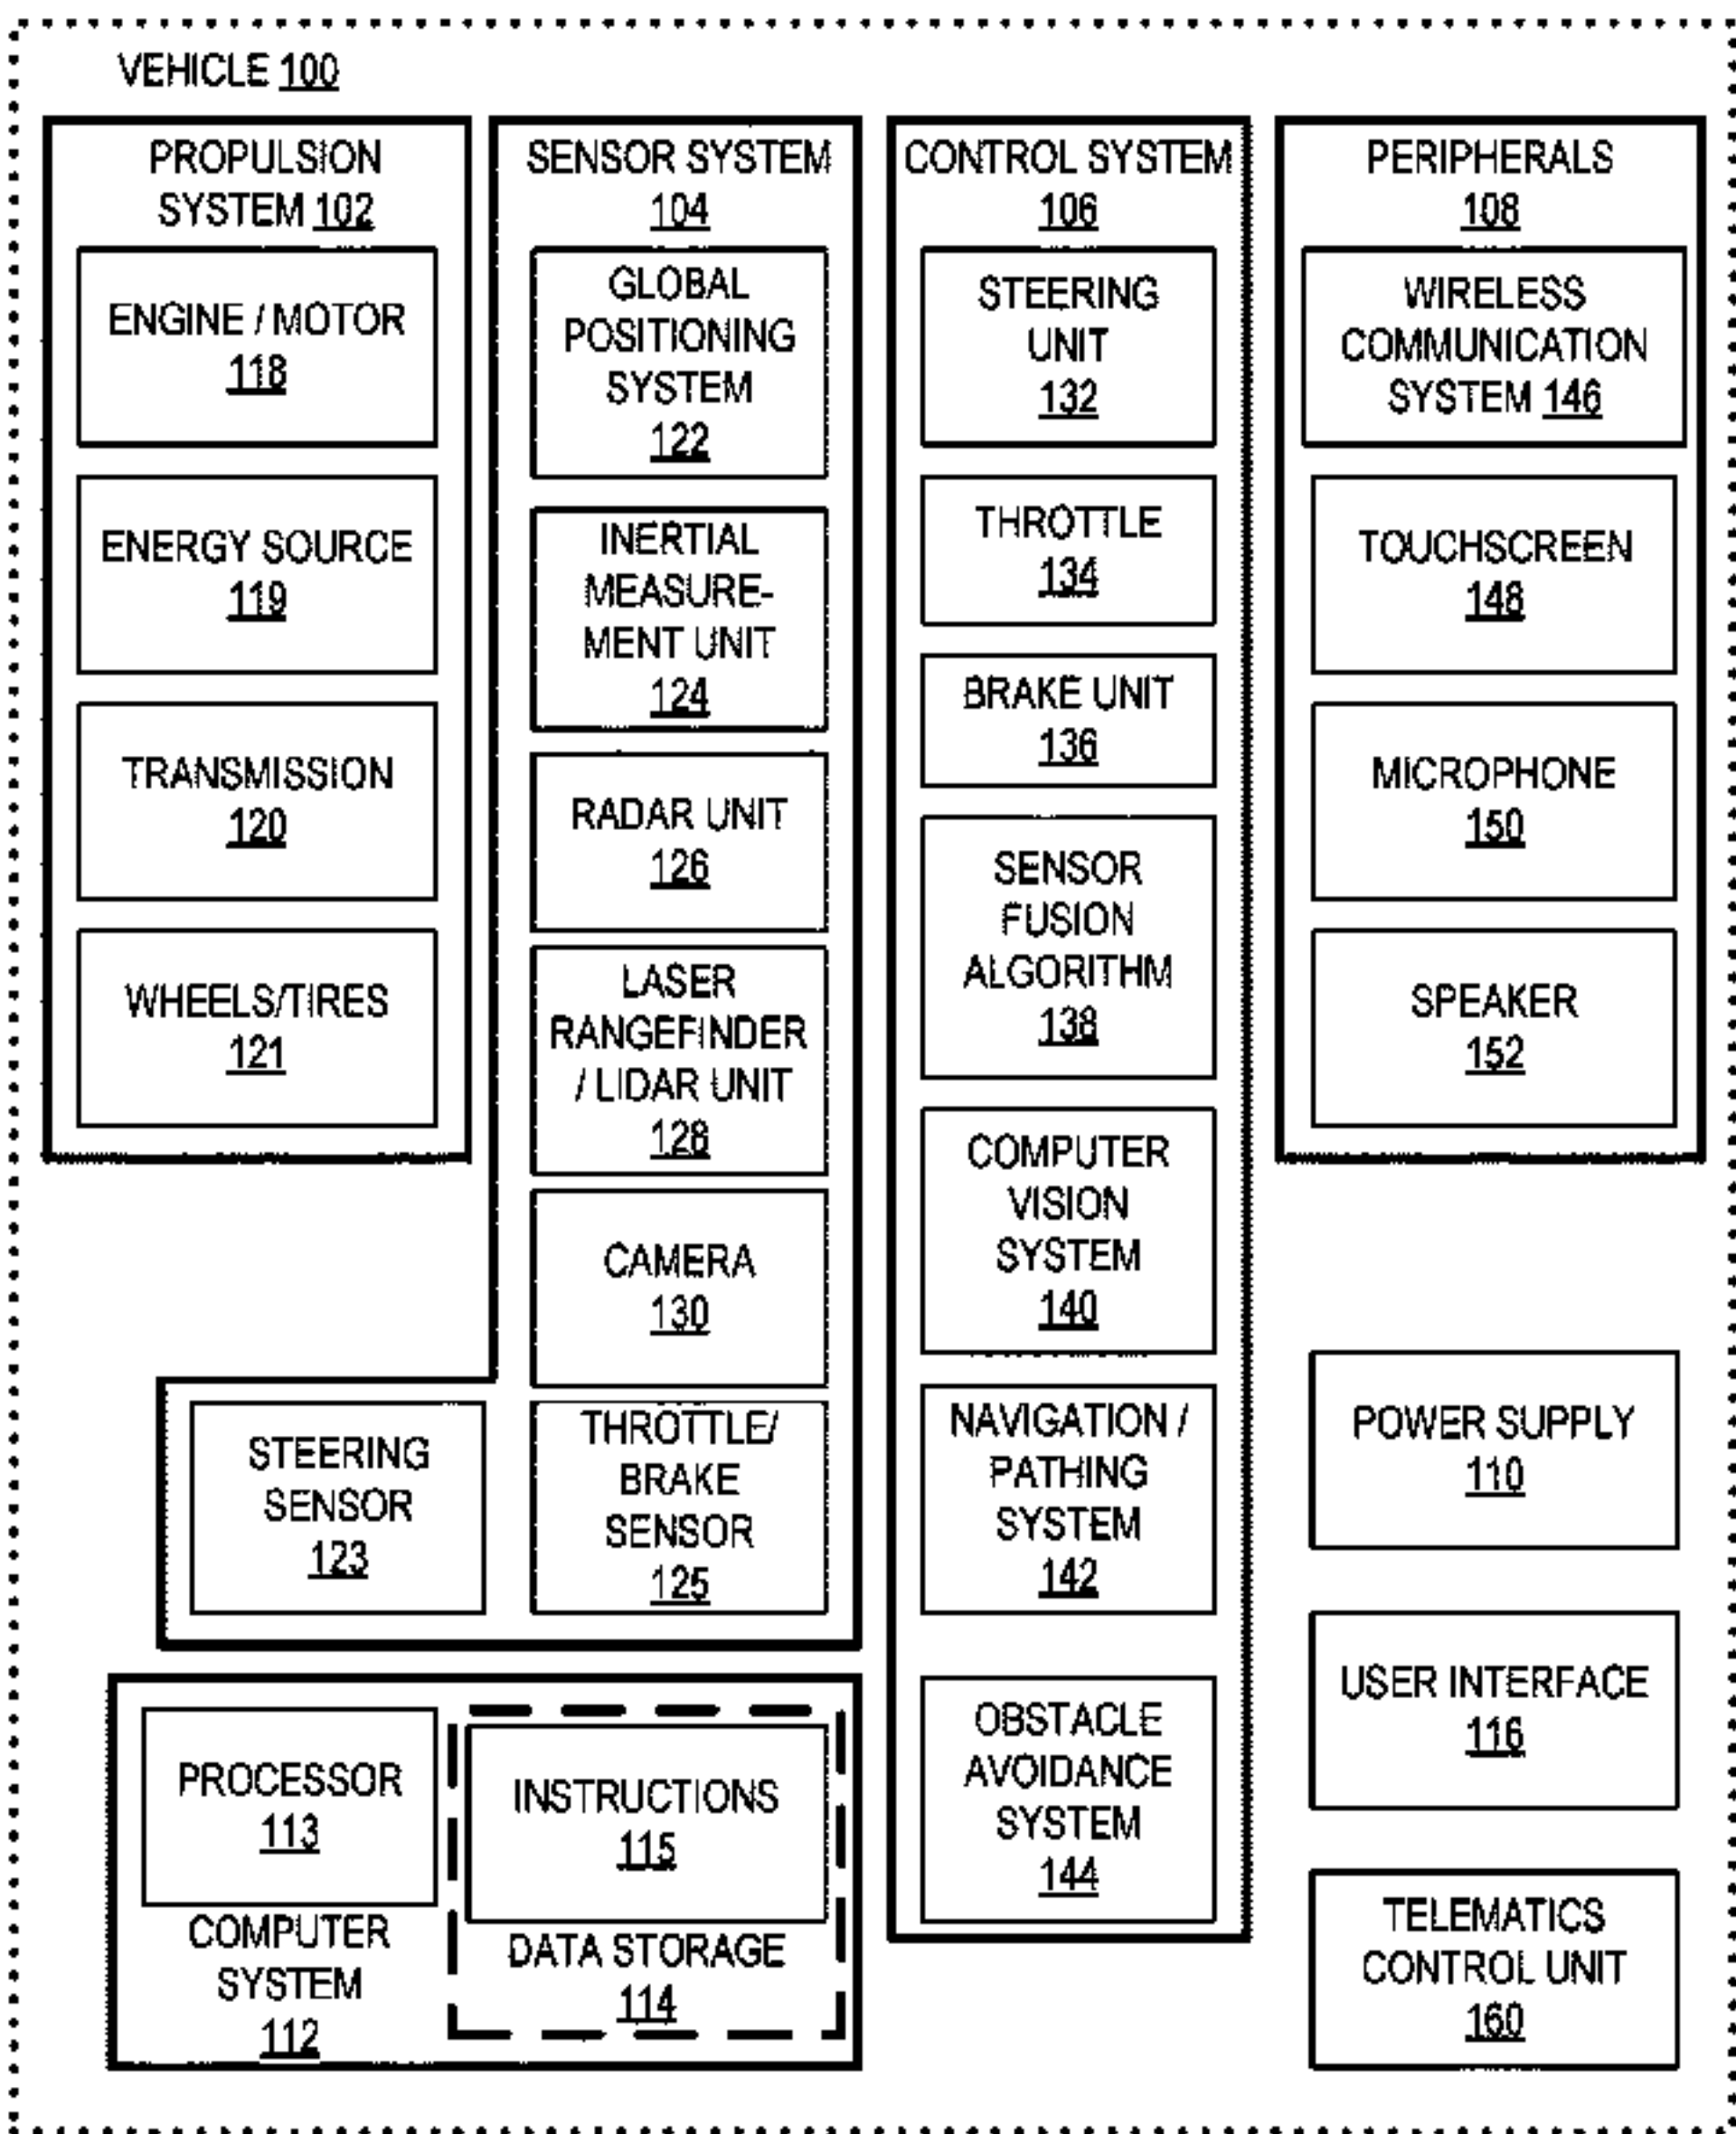 VEHICLE 100
PROPULSION
SYSTEM 102
ENGINE / MOTOR
118
ENERGY SOURCE
119
TRANSMISSION
120
WHEELS/TIRES
121
SENSOR SYSTEM
104
GLOBAL
POSITIONING
SYSTEM
122
INERTIAL
MEASURE-
MENT UNIT
124
RADAR UNIT
126
LASER
RANGEFINDER
/ LIDAR UNIT
128
CAMERA
130
STEERING
SENSOR
123
THROTTLE/
BRAKE
SENSOR
125
CONTROL SYSTEM
106
STEERING
UNIT
132
THROTTLE
134
BRAKE UNIT
136
SENSOR
FUSION
ALGORITHM
138
COMPUTER
VISION
SYSTEM
140
NAVIGATION /
PATHING
SYSTEM
142
OBSTACLE
AVOIDANCE
SYSTEM
144
PERIPHERALS
108
WIRELESS
COMMUNICATION
SYSTEM 146
TOUCHSCREEN
148
MICROPHONE
150
SPEAKER
152
PROCESSOR
113
COMPUTER
SYSTEM
112
INSTRUCTIONS
115
DATA STORAGE
114
POWER SUPPLY
110
USER INTERFACE
116
TELEMATICS
CONTROL UNIT
160